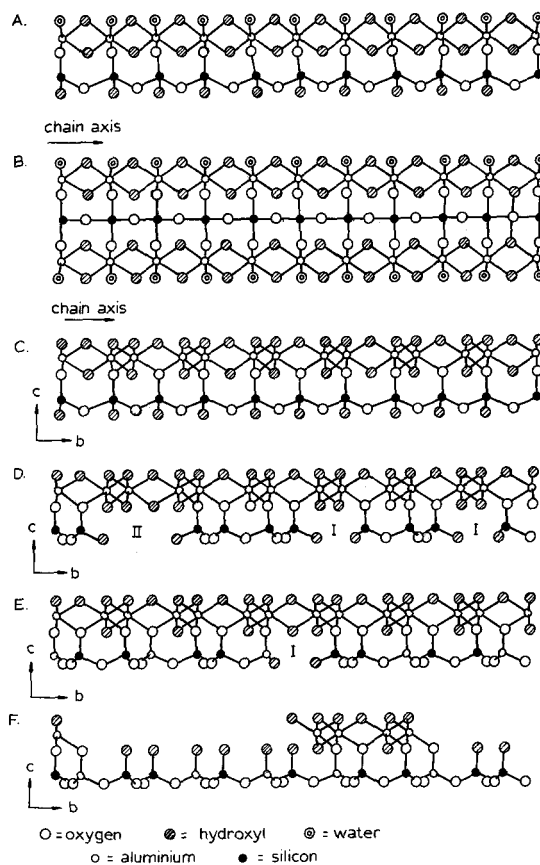 A.
chain axis
B.
chain axis
C.
c
b
D.
II I I
c
b
E.
I
c
b
F.
c
b
= oxygen = hydroxyl = water
= aluminium = silicon